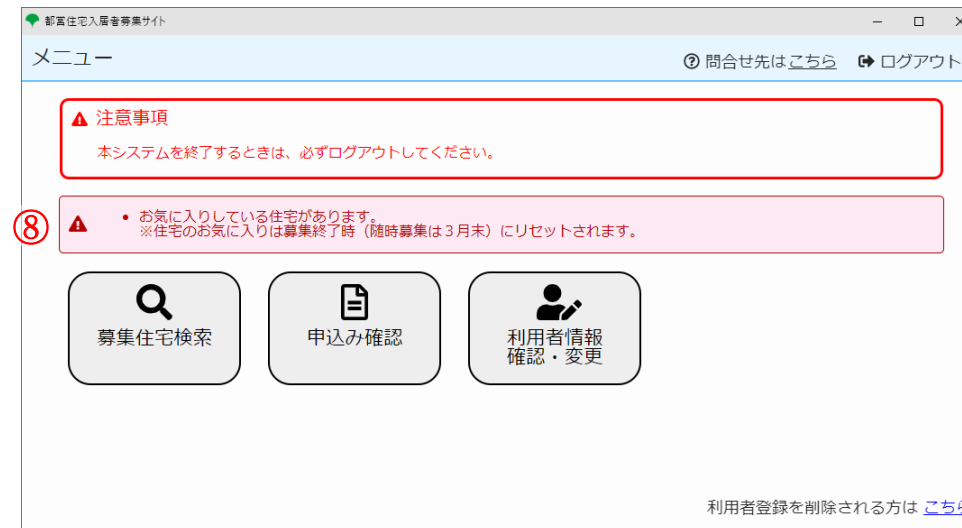 都営住宅入居者募集サイト
メニュー
問合せ先はこちら ログアウト
注意事項
本システムを終了するときは、必ずログアウトしてください。
⑧
• お気に入りしている住宅があります。
※住宅のお気に入りは募集終了時（随時募集は３月末）にリセットされます。
募集住宅検索
申込み確認
利用者情報
確認・変更
利用者登録を削除される方は こちら